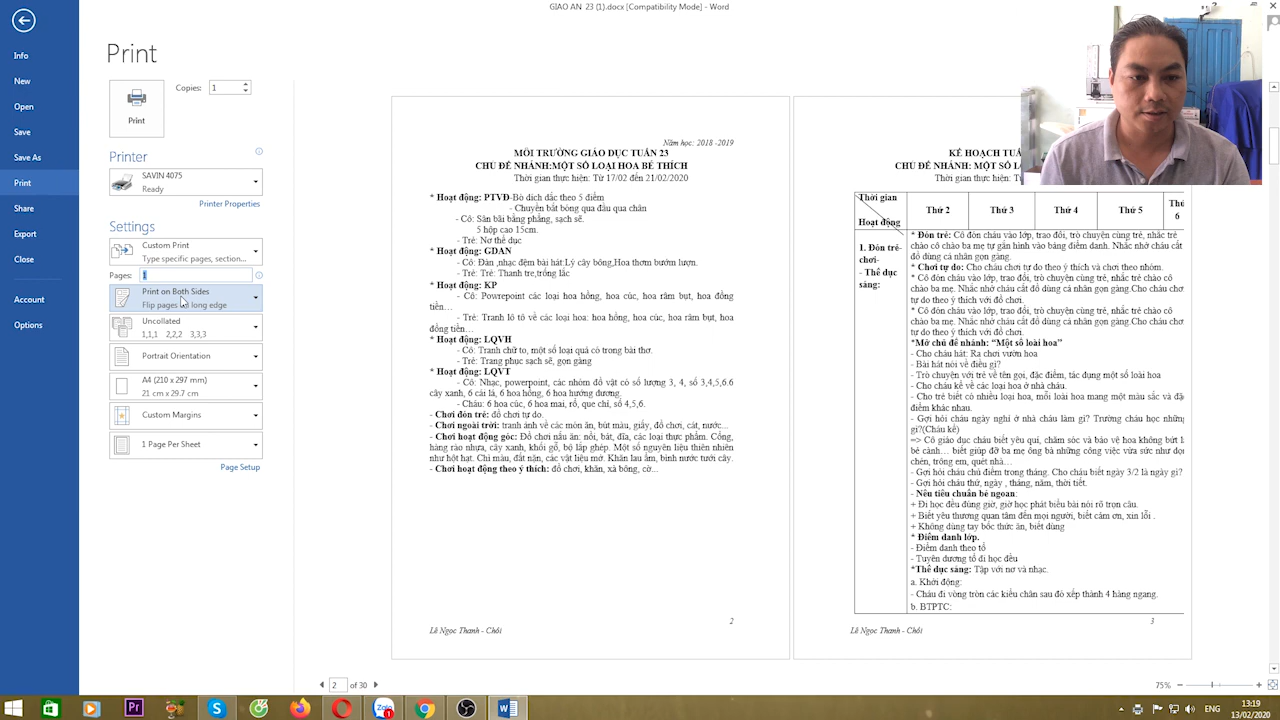 GIAO AN 23 (1).docx [Compatibility Mode] - Word
Info
New
Open
Save
Save As
Print
Share
Export
Close
Account
Options
Print
Print
Copies: 1
Printer
SAVIN 4075
Ready
Printer Properties
Settings
Custom Print
Type specific pages, section...
Pages: 1
Print on Both Sides
Flip pages on long edge
Uncollated
1,1,1 2,2,2 3,3,3
Portrait Orientation
A4 (210 x 297 mm)
21 cm x 29.7 cm
Custom Margins
1 Page Per Sheet
Page Setup
Năm học: 2018 -2019
MÔI TRƯỜNG GIÁO DỤC TUẦN 23
CHỦ ĐỀ NHÁNH:MỘT SỐ LOẠI HOA BÉ THÍCH
Thời gian thực hiện: Từ 17/02 đến 21/02/2020
* Hoạt động: PTVĐ-Bò dích dắc theo 5 điểm
- Chuyền bắt bóng qua đầu qua chân
- Cô: Sân bãi bằng phẳng, sạch sẽ.
5 hộp cao 15cm.
- Trẻ: Nơ thể dục
* Hoạt động: GDAN
- Cô: Đàn ,nhạc đệm bài hát:Lý cây bông,Hoa thơm bướm lượn.
- Trẻ: Trẻ: Thanh tre,trống lắc
* Hoạt động: KP
- Cô: Powrepoint các loại hoa hồng, hoa cúc, hoa râm bụt, hoa đồng
tiền…
- Trẻ: Tranh lô tô về các loại hoa: hoa hồng, hoa cúc, hoa râm bụt, hoa
đồng tiền…
* Hoạt động: LQVH
- Cô: Tranh chữ to, một số loại quả có trong bài thơ.
- Trẻ: Trang phục sạch sẽ, gọn gàng
* Hoạt động: LQVT
- Cô: Nhạc, powerpoint, các nhóm đồ vật có số lượng 3, 4, số 3,4,5,6.6
cây xanh, 6 cái lá, 6 hoa hồng, 6 hoa hướng dương.
- Cháu: 6 hoa cúc, 6 hoa mai, rổ, que chỉ, số 4,5,6.
- Chơi đón trẻ: đồ chơi tự do.
- Chơi ngoài trời: tranh ảnh về các món ăn, bút màu, giấy, đồ chơi, cát, nước…
- Chơi hoạt động góc: Đồ chơi nấu ăn: nồi, bát, đĩa, các loại thực phẩm. Cổng,
hàng rào nhựa, cây xanh, khối gỗ, bộ lắp ghép. Một số nguyên liệu thiên nhiên
như hột hạt. Chì màu, đất nặn, các vật liệu mở. Khăn lau ẩm, bình nước tưới cây.
- Chơi hoạt động theo ý thích: đồ chơi, khăn, xà bông, cờ…
2
Lê Ngọc Thanh - Chồi
KẾ HOẠCH TUẦ
CHỦ ĐỀ NHÁNH: MỘT SỐ LO
Thời gian thực hiện: Từ
Thời gian
Hoạt động
Thứ 2
Thứ 3
Thứ 4
Thứ 5
Thứ
6
1. Đón trẻ-
chơi-
- Thể dục
sáng:
* Đón trẻ: Cô đón cháu vào lớp, trao đổi, trò chuyện cùng trẻ, nhắc trẻ
chào cô chào ba mẹ tự gắn hình vào bảng điểm danh. Nhắc nhở cháu cất
đồ dùng cá nhân gọn gàng.
* Chơi tự do: Cho cháu chơi tự do theo ý thích và chơi theo nhóm.
* Cô đón cháu vào lớp, trao đổi, trò chuyện cùng trẻ, nhắc trẻ chào cô
chào ba mẹ. Nhắc nhở cháu cất đồ dùng cá nhân gọn gàng.Cho cháu chơi
tự do theo ý thích với đồ chơi.
* Cô đón cháu vào lớp, trao đổi, trò chuyện cùng trẻ, nhắc trẻ chào cô
chào ba mẹ. Nhắc nhở cháu cất đồ dùng cá nhân gọn gàng.Cho cháu chơi
tự do theo ý thích với đồ chơi.
*Mở chủ đề nhánh: “Một số loài hoa”
- Cho cháu hát: Ra chơi vườn hoa
- Bài hát nói về điều gì?
- Trò chuyện với trẻ về tên gọi, đặc điểm, tác dụng một số loài hoa
- Cho cháu kể về các loại hoa ở nhà cháu.
- Cho trẻ biết có nhiều loại hoa, mỗi loài hoa mang một màu sắc và đặ
điểm khác nhau.
- Gợi hỏi cháu ngày nghỉ ở nhà cháu làm gì? Trường cháu học những
gì?(Cháu kể)
=> Cô giáo dục cháu biết yêu quí, chăm sóc và bảo vệ hoa không bứt lá
bẻ cành… biết giúp đỡ ba mẹ ông bà những công việc vừa sức như dọn
chén, trông em, quét nhà…
- Gợi hỏi cháu chủ điểm trong tháng. Cho cháu biết ngày 3/2 là ngày gì?
- Gợi hỏi cháu thứ, ngày , tháng, năm, thời tiết.
- Nêu tiêu chuẩn bé ngoan:
+ Đi học đều đúng giờ, giờ học phát biểu bài nói rõ trọn câu.
+ Biết yêu thương quan tâm đến mọi người, biết cảm ơn, xin lỗi .
+ Không dùng tay bốc thức ăn, biết dùng
* Điểm danh lớp.
- Điểm danh theo tổ
- Tuyên dương tổ đi học đều
*Thể dục sáng: Tập với nơ và nhạc.
a. Khởi động:
- Cháu đi vòng tròn các kiểu chân sau đó xếp thành 4 hàng ngang.
b. BTPTC:
3
Lê Ngọc Thanh - Chồi
2 of 30
75%
Zalo
1
ENG
13:19
13/02/2020